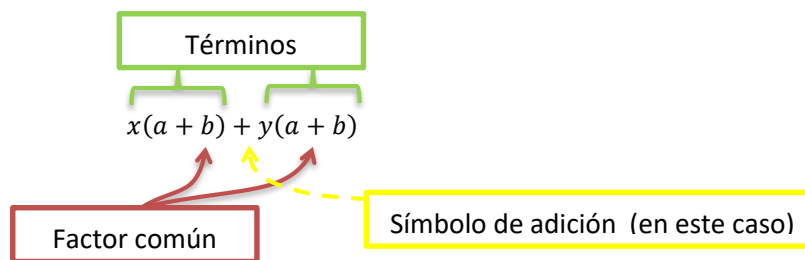 Términos
x(a + b) + y(a + b)
Factor común
Símbolo de adición (en este caso)